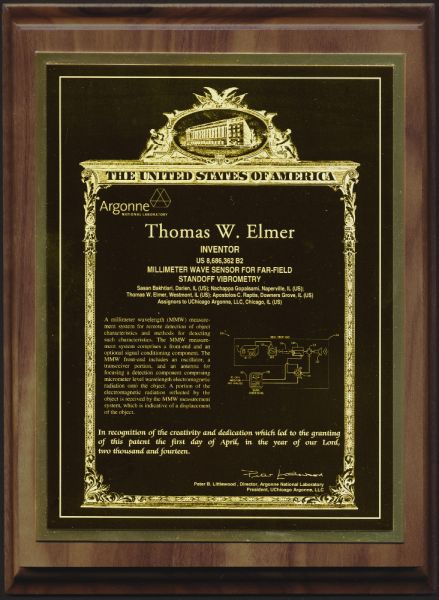 THE UNITED STATES OF AMERICA
Argonne
NATIONAL LABORATORY
Thomas W. Elmer
INVENTOR
US 8,686,362 B2
MILLIMETER WAVE SENSOR FOR FAR-FIELD
STANDOFF VIBROMETRY
Sasan Bakhtiari, Darien, IL (US); Nachappa Gopalsami, Naperville, IL (US);
Thomas W. Elmer, Westmont, IL (US); Apostolos C. Raptis, Downers Grove, IL (US)
Assignors to UChicago Argonne, LLC, Chicago, IL (US)
A millimeter wavelength (MMW) measure-
ment system for remote detection of object
characteristics and methods for detecting
such characteristics. The MMW measure-
ment system comprises a front-end and an
optional signal conditioning component. The
MMW front-end includes an oscillator, a
transceiver portion, and an antenna for
focusing a detection component comprising
micrometer level wavelength electromagnetic
radiation onto the object. A portion of the
electromagnetic radiation reflected by the
object is received by the MMW measurement
system, which is indicative of a displacement
of the object.
In recognition of the creativity and dedication which led to the granting
of this patent the first day of April, in the year of our Lord,
two thousand and fourteen.
Peter B. Littlewood, Director, Argonne National Laboratory
President, UChicago Argonne, LLC